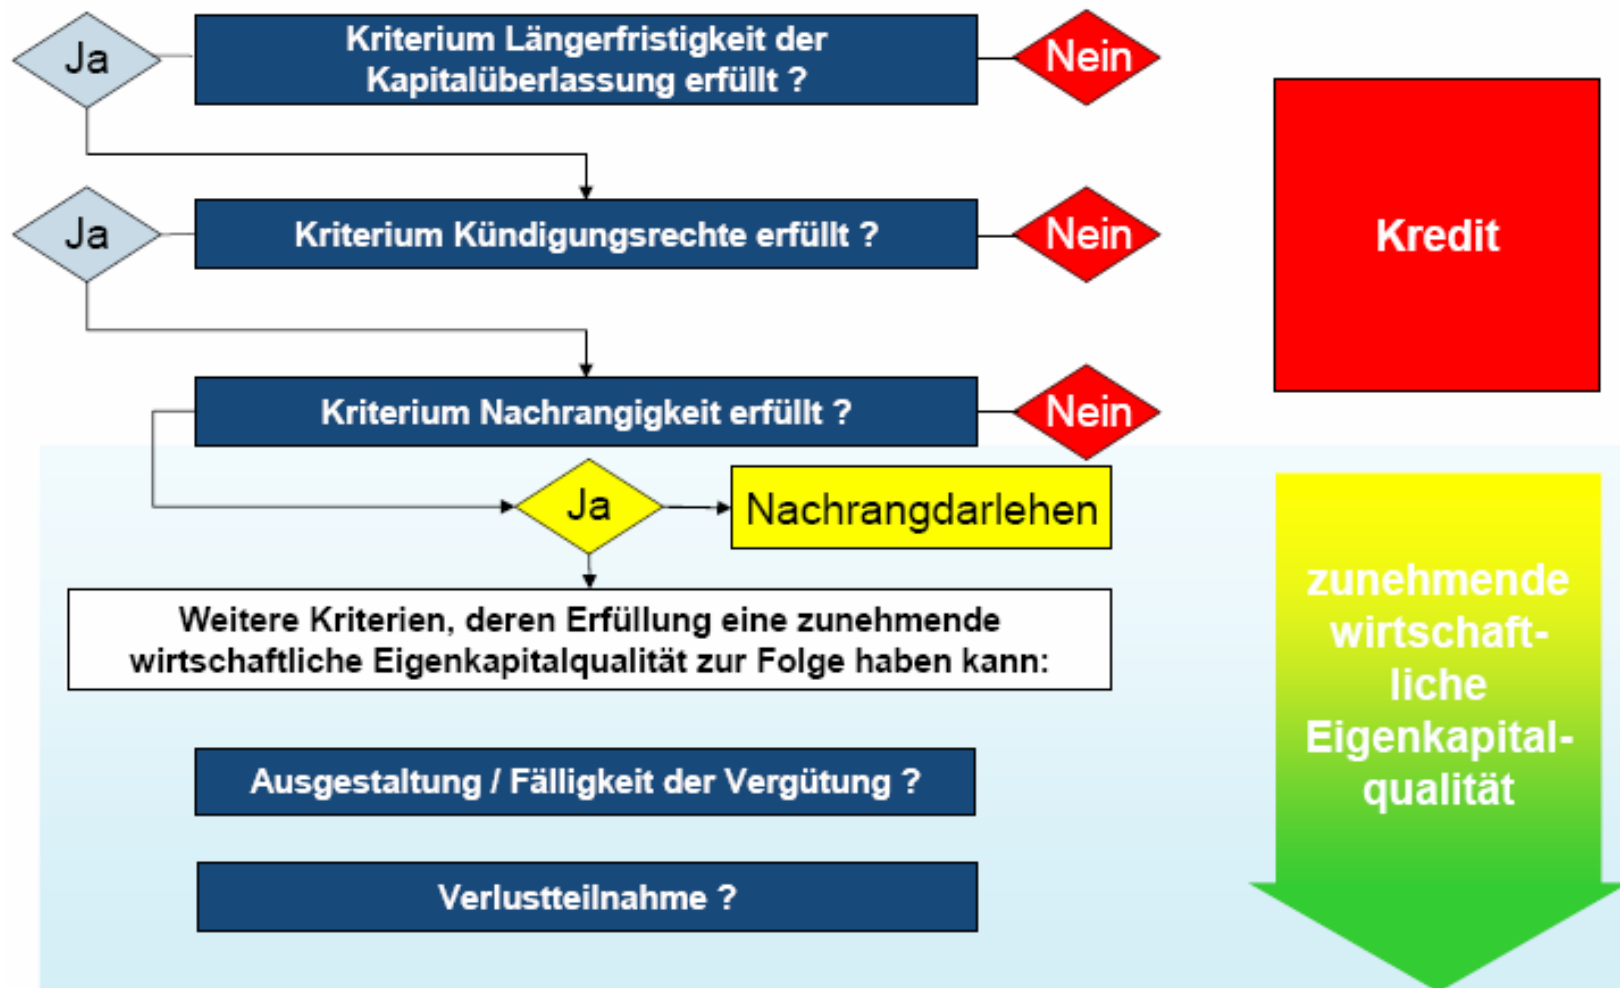 Ja
Kriterium Längerfristigkeit der
Kapitalüberlassung erfüllt ?
Nein
Ja
Kriterium Kündigungsrechte erfüllt ?
Nein
Kredit
Kriterium Nachrangigkeit erfüllt ?
Nein
Ja
Nachrangdarlehen
Weitere Kriterien, deren Erfüllung eine zunehmende
wirtschaftliche Eigenkapitalqualität zur Folge haben kann:
zunehmende
wirtschaft-
liche
Eigenkapital-
qualität
Ausgestaltung / Fälligkeit der Vergütung ?
Verlustteilnahme ?